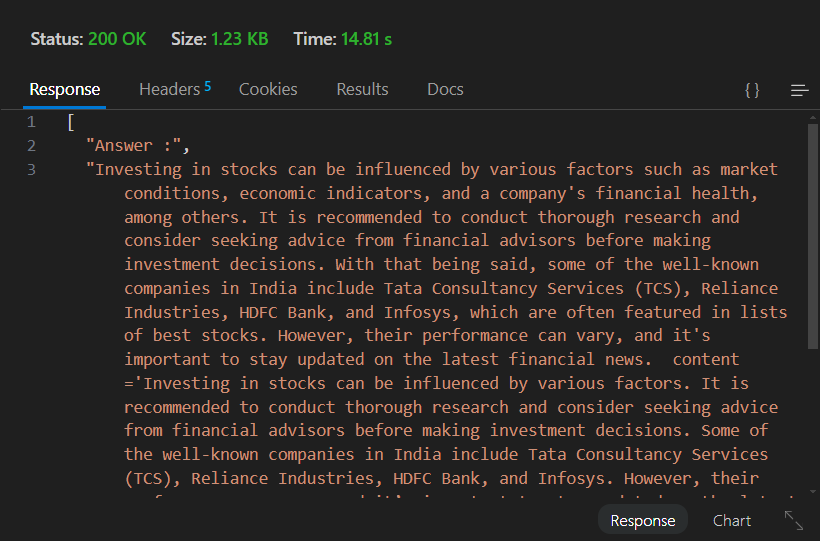 Status: 200 OK Size: 1.23 KB Time: 14.81 s
Response Headers 5 Cookies Results Docs { }
1 [
2 "Answer :",
3 "Investing in stocks can be influenced by various factors such as market
conditions, economic indicators, and a company's financial health,
among others. It is recommended to conduct thorough research and
consider seeking advice from financial advisors before making
investment decisions. With that being said, some of the well-known
companies in India include Tata Consultancy Services (TCS), Reliance
Industries, HDFC Bank, and Infosys, which are often featured in lists
of best stocks. However, their performance can vary, and it's
important to stay updated on the latest financial news.  content
='Investing in stocks can be influenced by various factors. It is
recommended to conduct thorough research and consider seeking advice
from financial advisors before making investment decisions. Some of
the well-known companies in India include Tata Consultancy Services
(TCS), Reliance Industries, HDFC Bank, and Infosys. However, their
Response Chart